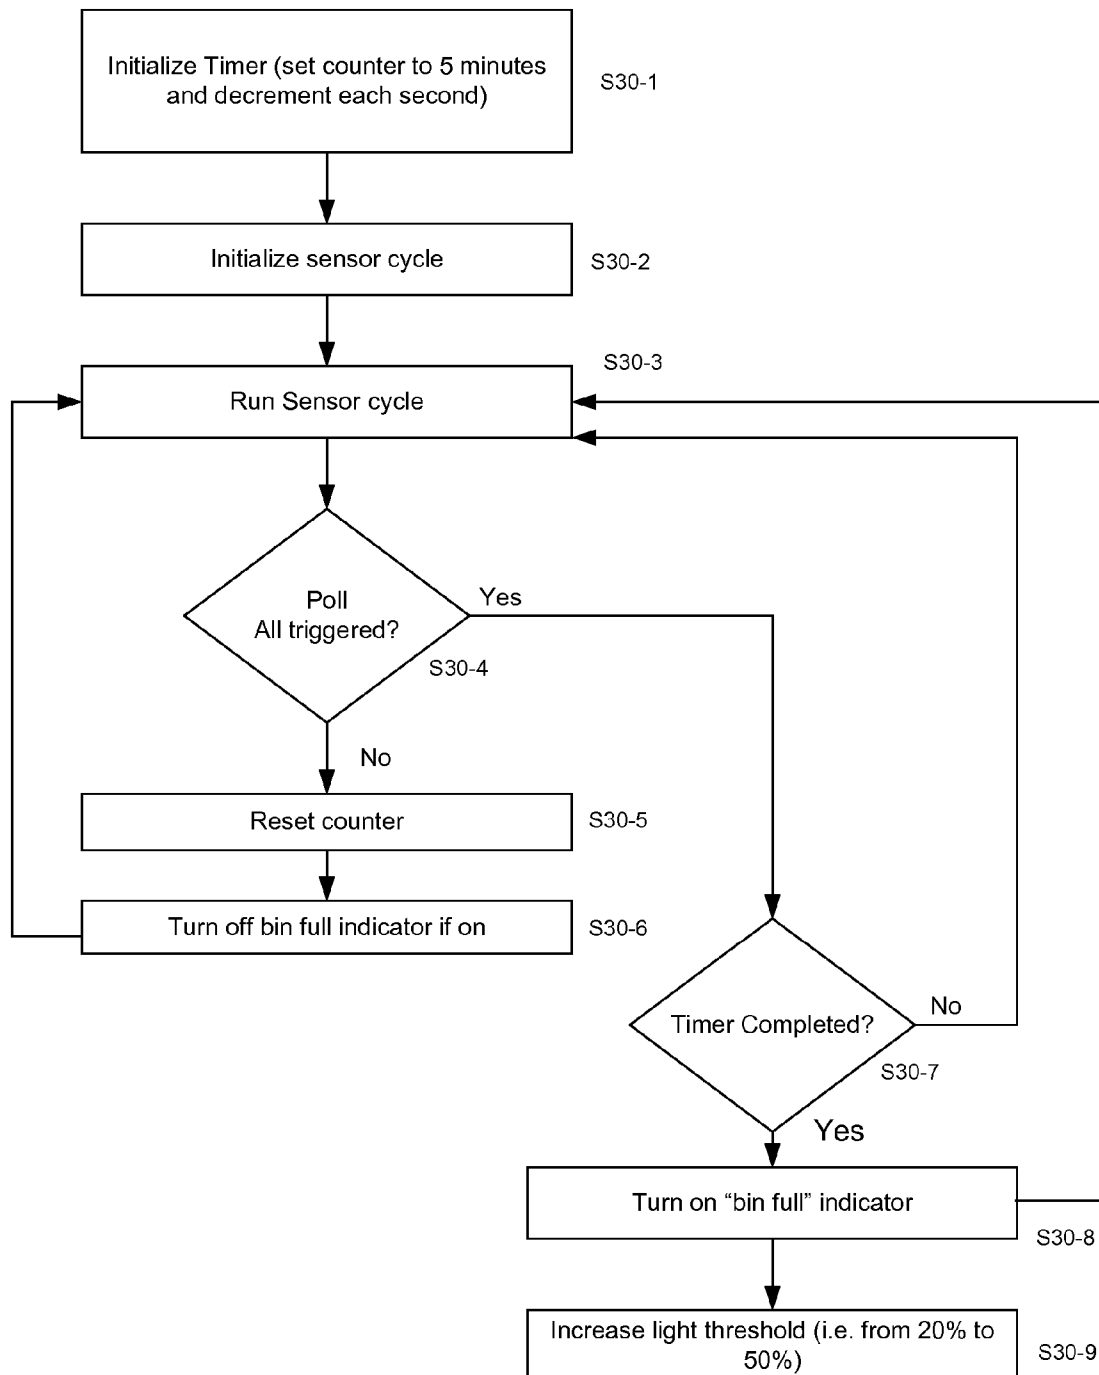 Initialize Timer (set counter to 5 minutes
and decrement each second)
S30-1
Initialize sensor cycle
S30-2
S30-3
Run Sensor cycle
Poll
All triggered?
Yes
S30-4
No
Reset counter
S30-5
Turn off bin full indicator if on
S30-6
Timer Completed?
No
S30-7
Yes
Turn on “bin full” indicator
S30-8
Increase light threshold (i.e. from 20% to
50%)
S30-9